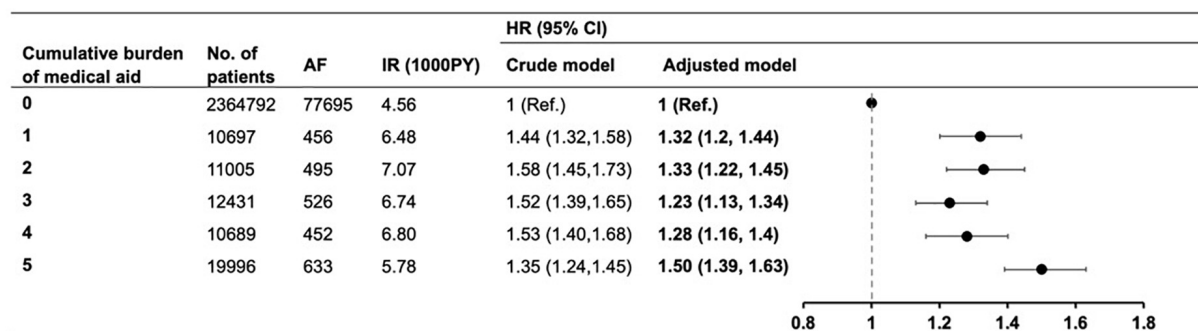 HR (95% CI)
Cumulative burden of medical aid No. of patients AF IR (1000PY) Crude model Adjusted model
0 2364792 77695 4.56 1 (Ref.) 1 (Ref.)
1 10697 456 6.48 1.44 (1.32,1.58) 1.32 (1.2, 1.44)
2 11005 495 7.07 1.58 (1.45,1.73) 1.33 (1.22, 1.45)
3 12431 526 6.74 1.52 (1.39,1.65) 1.23 (1.13, 1.34)
4 10689 452 6.80 1.53 (1.40,1.68) 1.28 (1.16, 1.4)
5 19996 633 5.78 1.35 (1.24,1.45) 1.50 (1.39, 1.63)
0.8 1 1.2 1.4 1.6 1.8